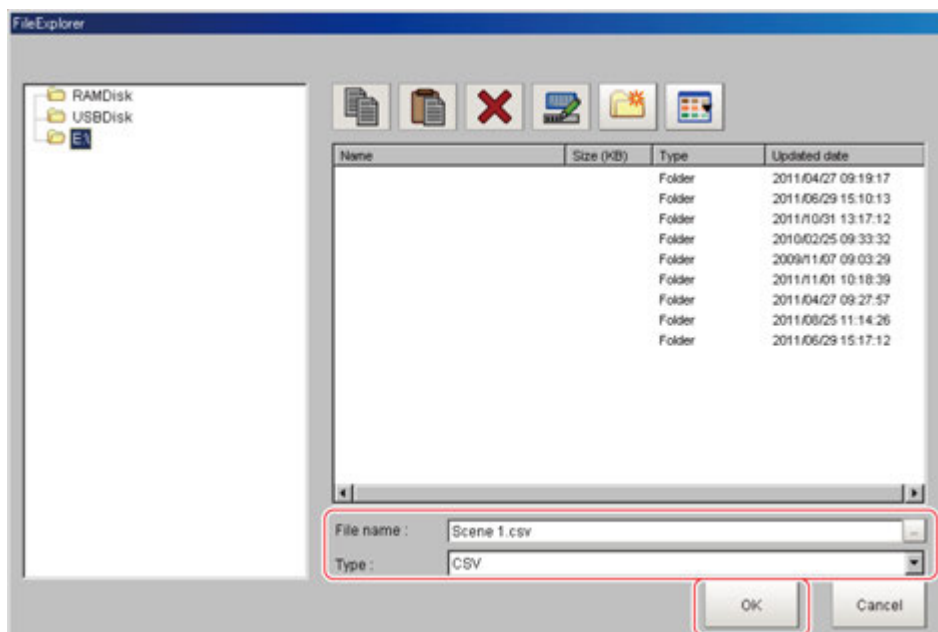 FileExplorer
RAMDisk
USBDisk
E:\
Name Size (KB) Type Updated date
Folder 2011/04/27 09:19:17
Folder 2011/06/29 15:10:13
Folder 2011/10/31 13:17:12
Folder 2010/02/25 09:33:32
Folder 2009/11/07 09:03:29
Folder 2011/11/01 10:18:39
Folder 2011/04/27 09:27:57
Folder 2011/08/25 11:14:26
Folder 2011/06/29 15:17:12
File name : Scene 1.csv ...
Type : CSV
OK Cancel